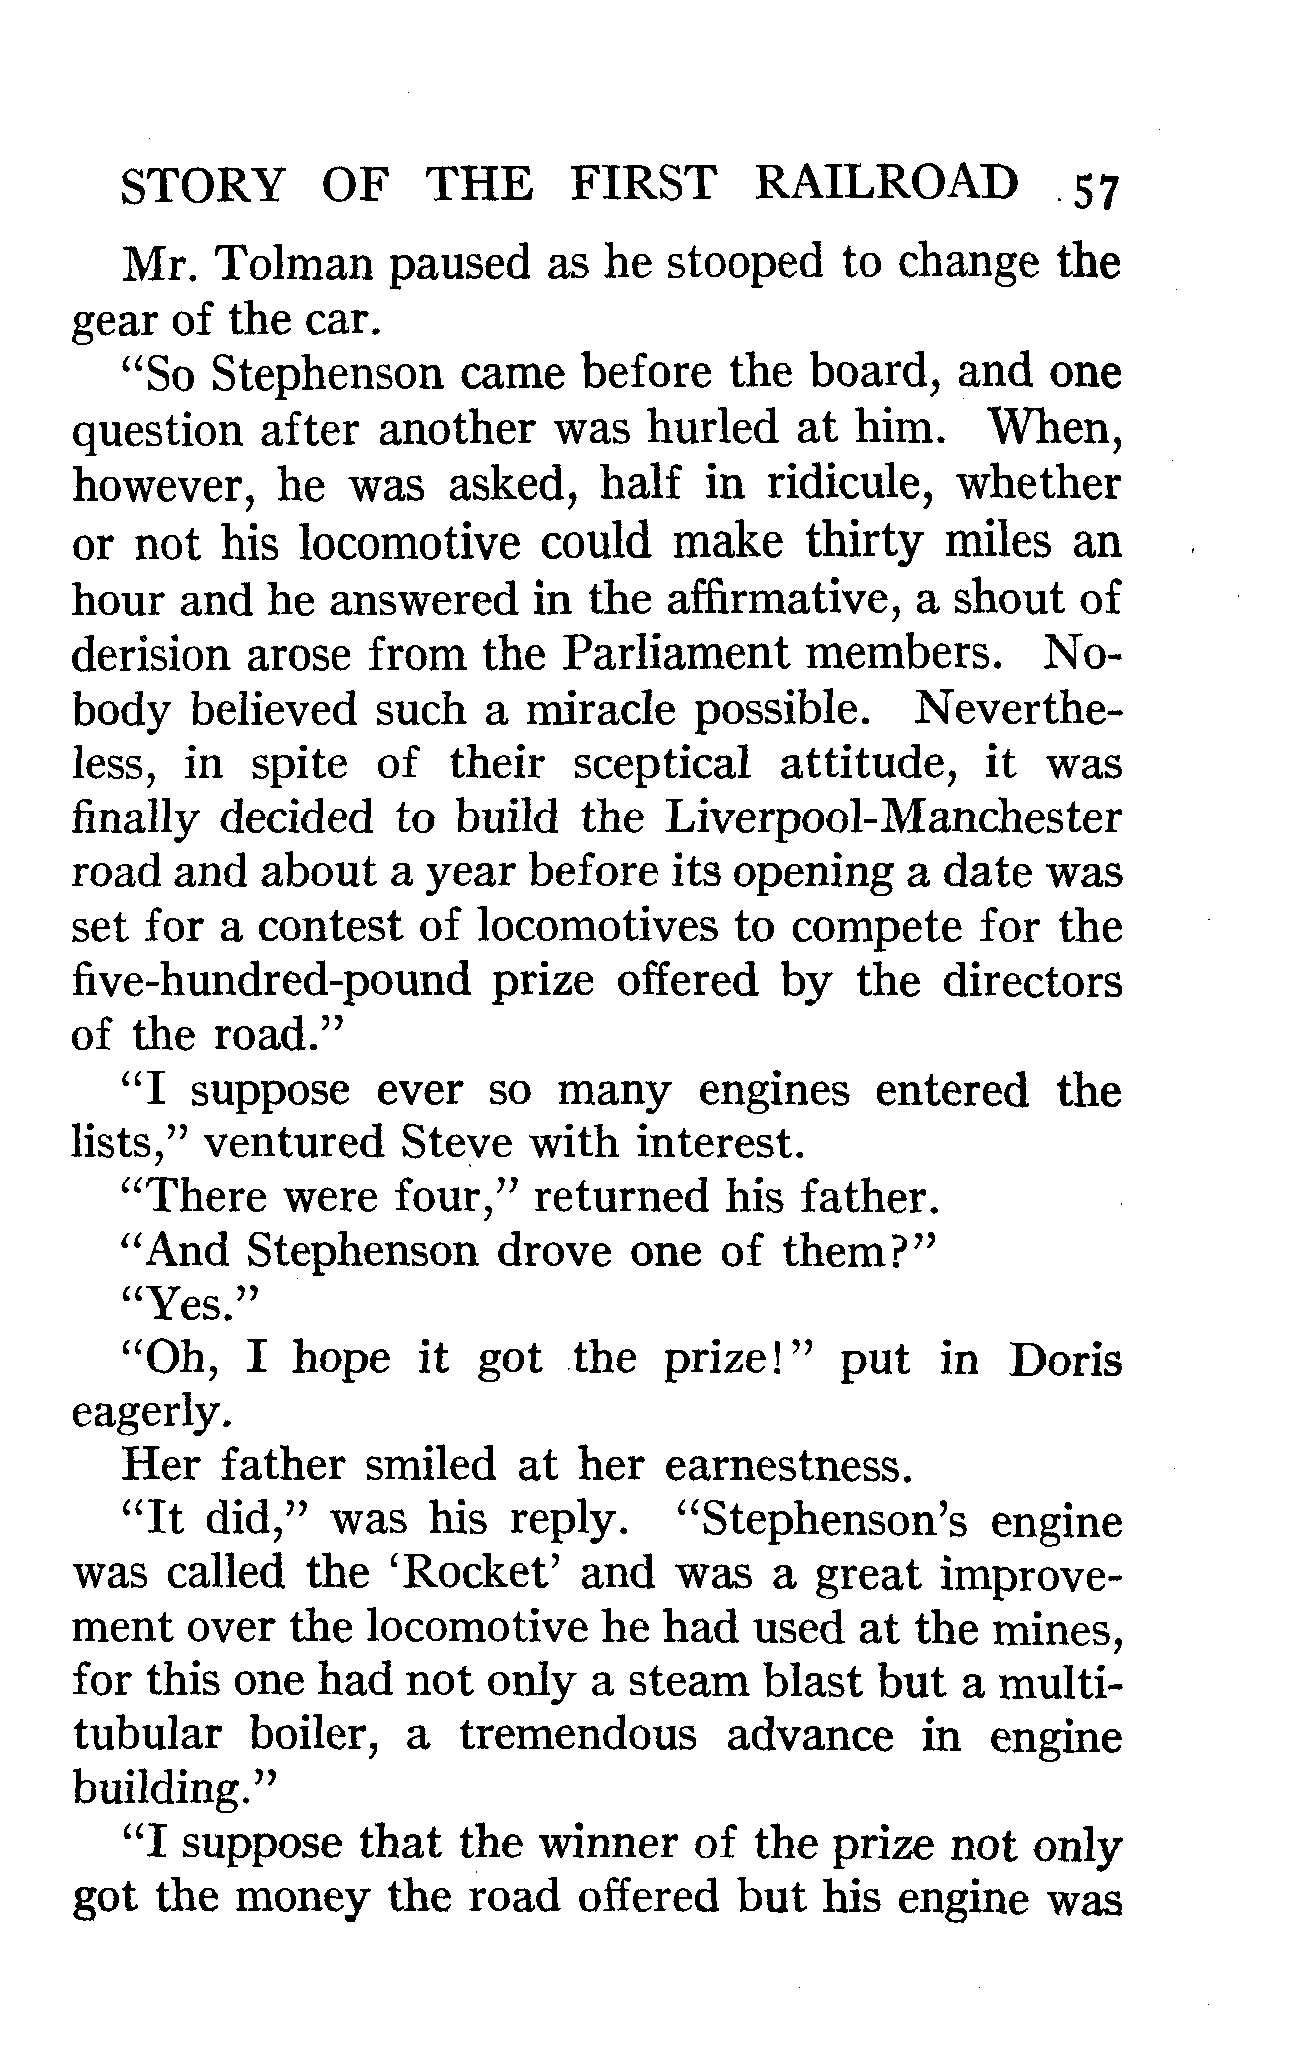 STORY OF THE FIRST RAILROAD 57
Mr. Tolman paused as he stooped to change the
gear of the car.
“So Stephenson came before the board, and one
question after another was hurled at him. When,
however, he was asked, half in ridicule, whether
or not his locomotive could make thirty miles an
hour and he answered in the affirmative, a shout of
derision arose from the Parliament members. No-
body believed such a miracle possible. Neverthe-
less, in spite of their sceptical attitude, it was
finally decided to build the Liverpool-Manchester
road and about a year before its opening a date was
set for a contest of locomotives to compete for the
five-hundred-pound prize offered by the directors
of the road.”
“I suppose ever so many engines entered the
lists,” ventured Steve with interest.
“There were four,” returned his father.
“And Stephenson drove one of them?”
“Yes.”
“Oh, I hope it got the prize!” put in Doris
eagerly.
Her father smiled at her earnestness.
“It did,” was his reply. “Stephenson’s engine
was called the ‘Rocket’ and was a great improve-
ment over the locomotive he had used at the mines,
for this one had not only a steam blast but a multi-
tubular boiler, a tremendous advance in engine
building.”
“I suppose that the winner of the prize not only
got the money the road offered but his engine was